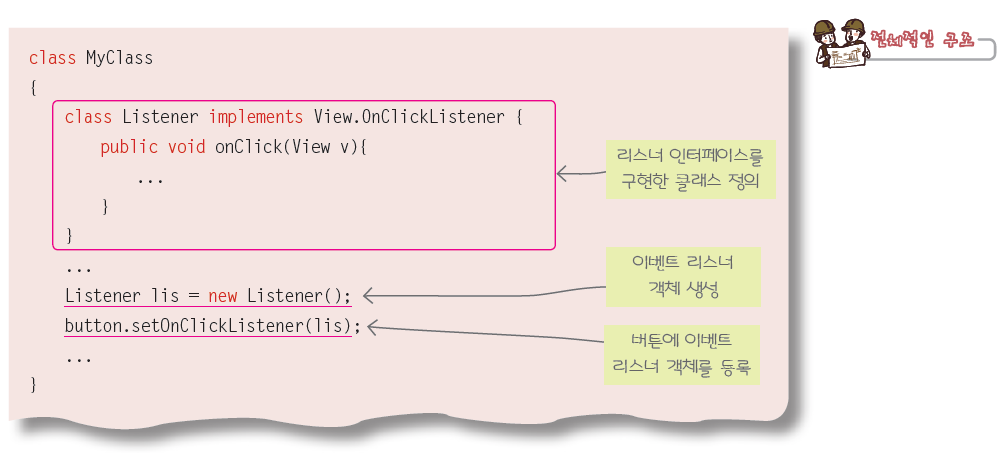 전체적인 구조
class MyClass
{
class Listener implements View.OnClickListener {
public void onClick(View v){
...
}
}
...
Listener lis = new Listener();
button.setOnClickListener(lis);
...
}
리스너 인터페이스를
구현한 클래스 정의
이벤트 리스너
객체 생성
버튼에 이벤트
리스너 객체를 등록